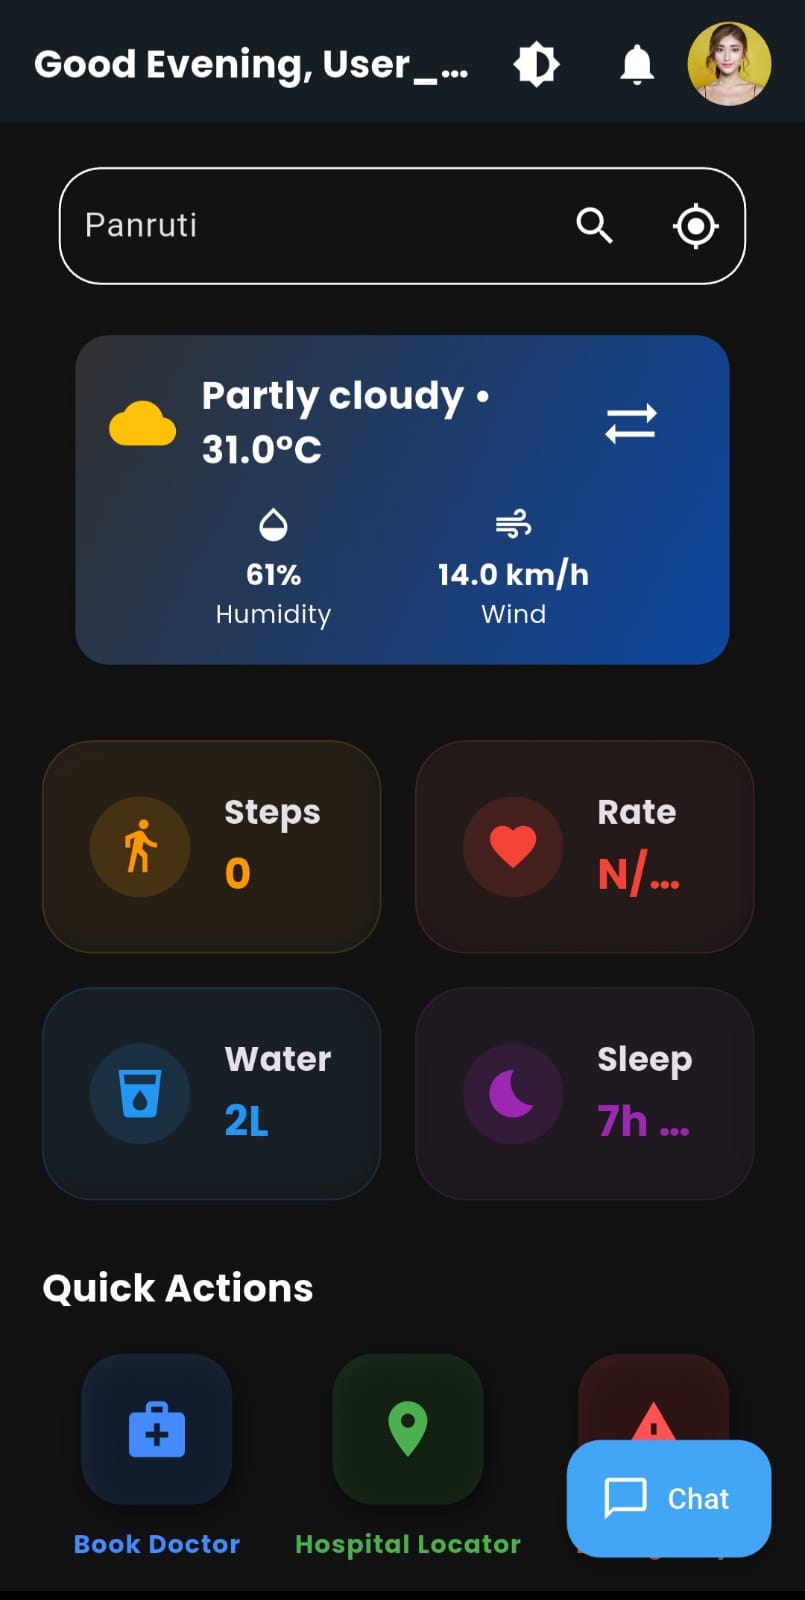 Good Evening, User_...
Panruti
Partly cloudy •
31.0°C
61%
Humidity
14.0 km/h
Wind
Steps
0
Rate
N/...
Water
2L
Sleep
7h ...
Quick Actions
Chat
Book Doctor
Hospital Locator